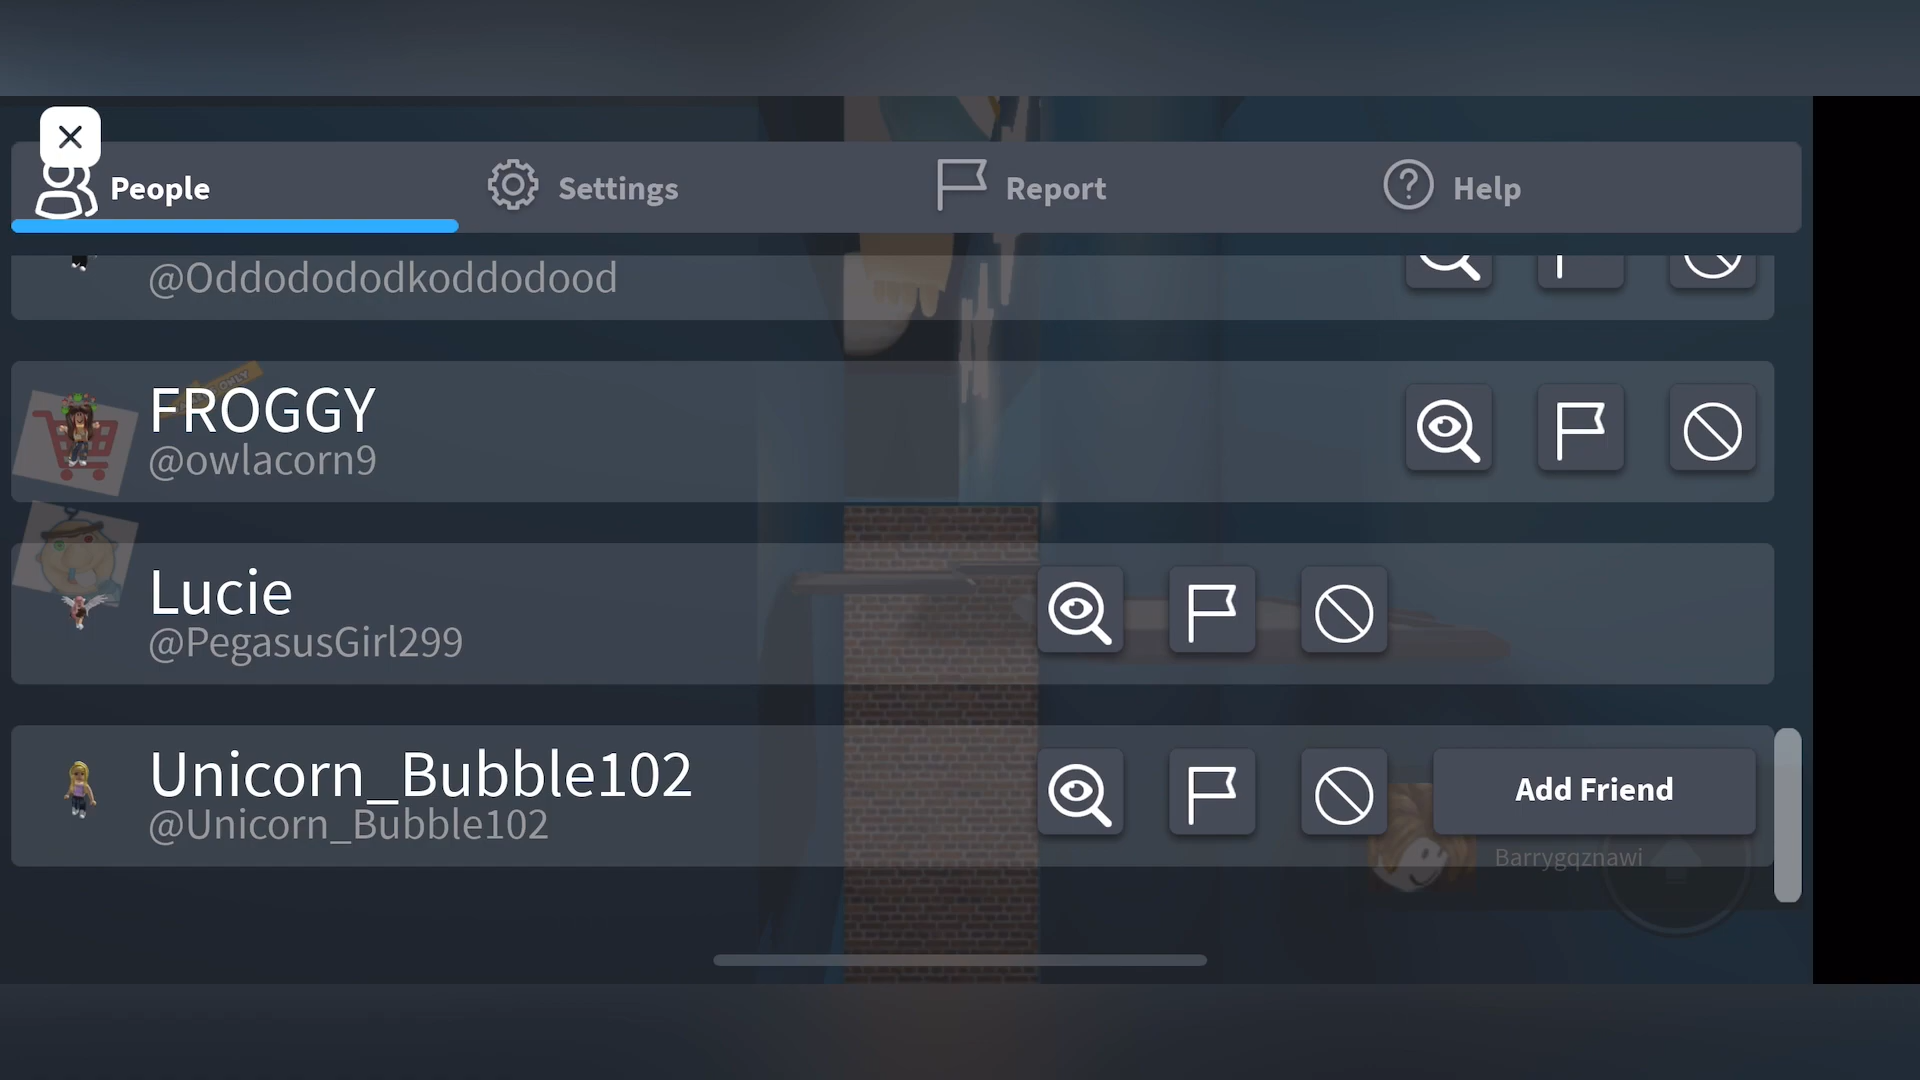 People
Settings
Report
Help
@Oddodododkoddodood
FROGGY
@owlacorn9
Lucie
@PegasusGirl299
Unicorn_Bubble102
@Unicorn_Bubble102
Add Friend
Barrygqznawi